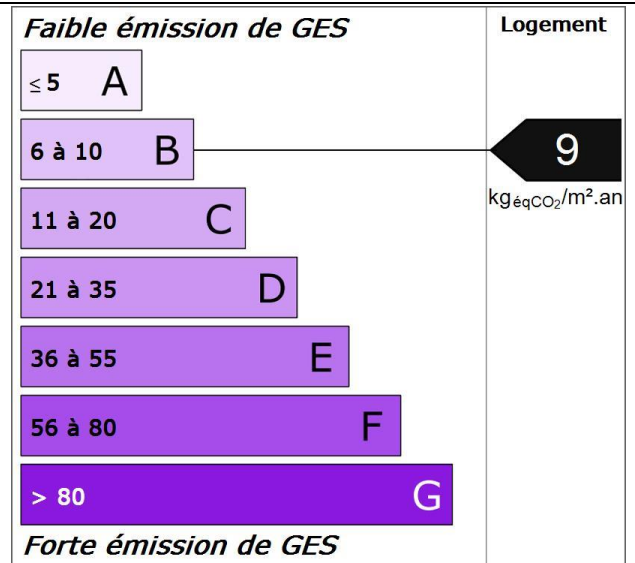 Faible émission de GES
Logement
≤ 5 A
6 à 10 B
9
kgéqCO₂/m².an
11 à 20 C
21 à 35 D
36 à 55 E
56 à 80 F
> 80 G
Forte émission de GES